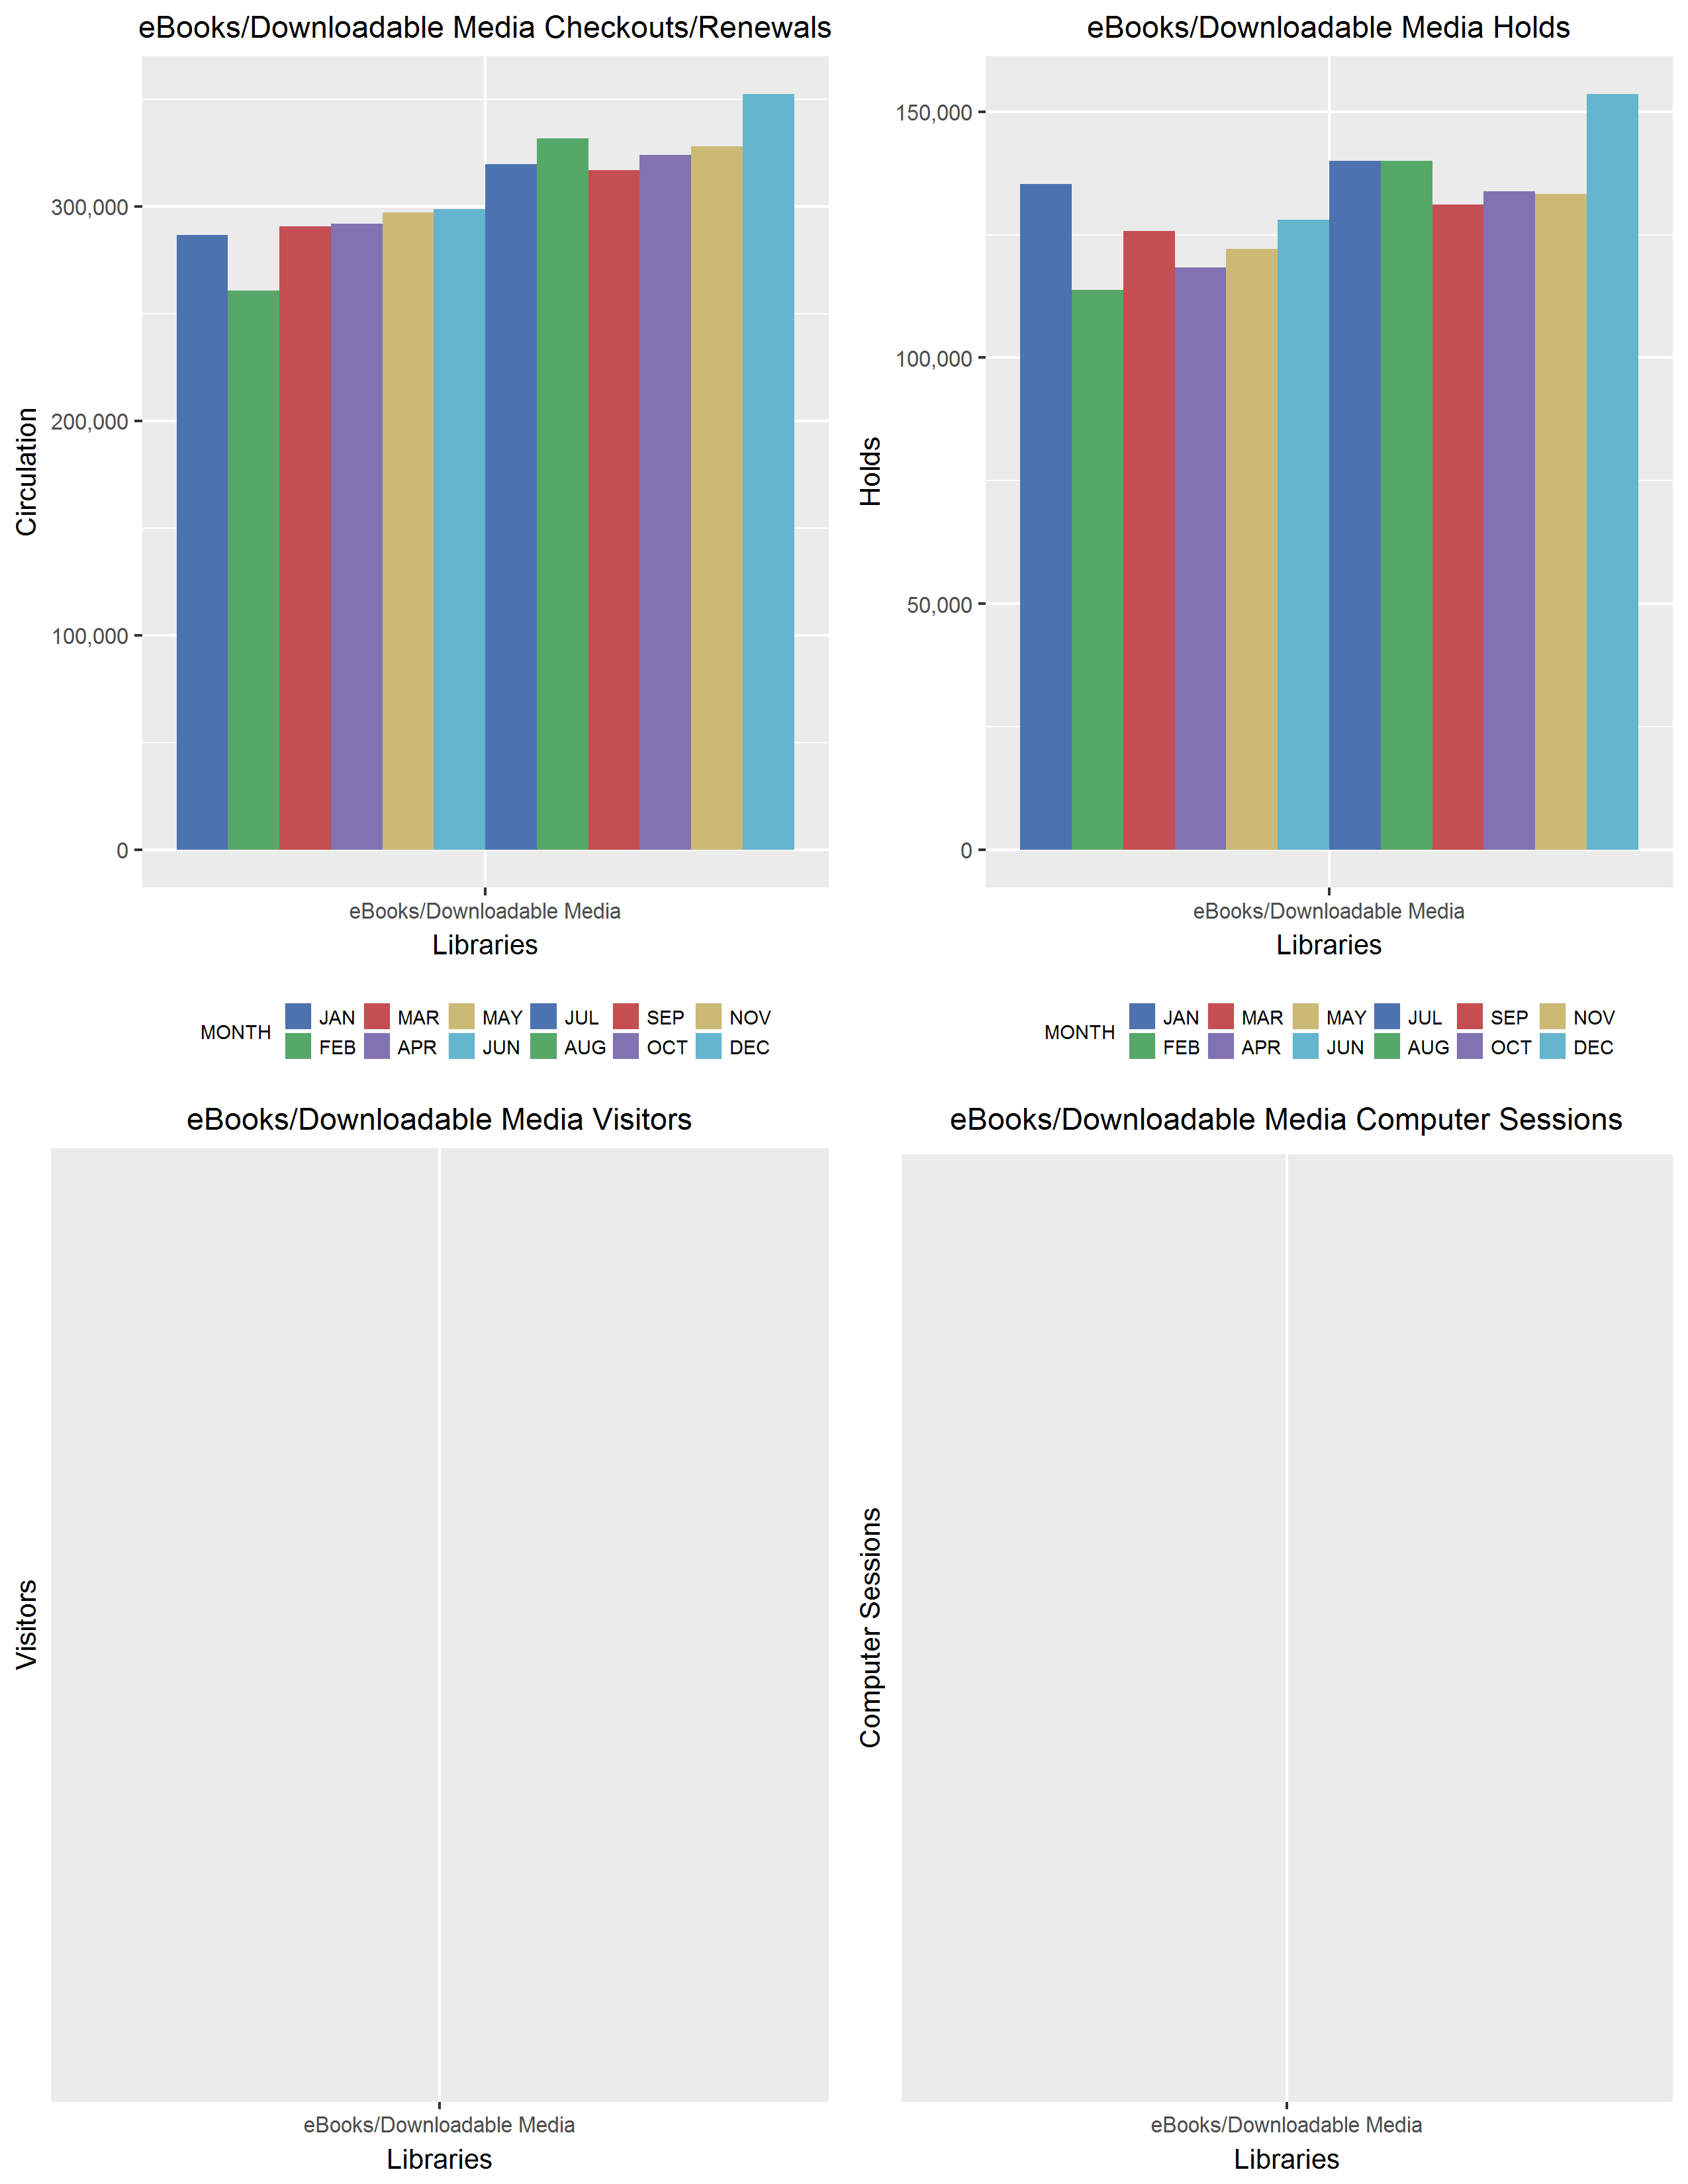 eBooks/Downloadable Media Checkouts/Renewals
Circulation
300,000
200,000
100,000
0
eBooks/Downloadable Media
Libraries
MONTH
JAN MAR MAY JUL SEP NOV
FEB APR JUN AUG OCT DEC
eBooks/Downloadable Media Holds
Holds
150,000
100,000
50,000
0
eBooks/Downloadable Media
Libraries
MONTH
JAN MAR MAY JUL SEP NOV
FEB APR JUN AUG OCT DEC
eBooks/Downloadable Media Visitors
Visitors
eBooks/Downloadable Media
Libraries
eBooks/Downloadable Media Computer Sessions
Computer Sessions
eBooks/Downloadable Media
Libraries